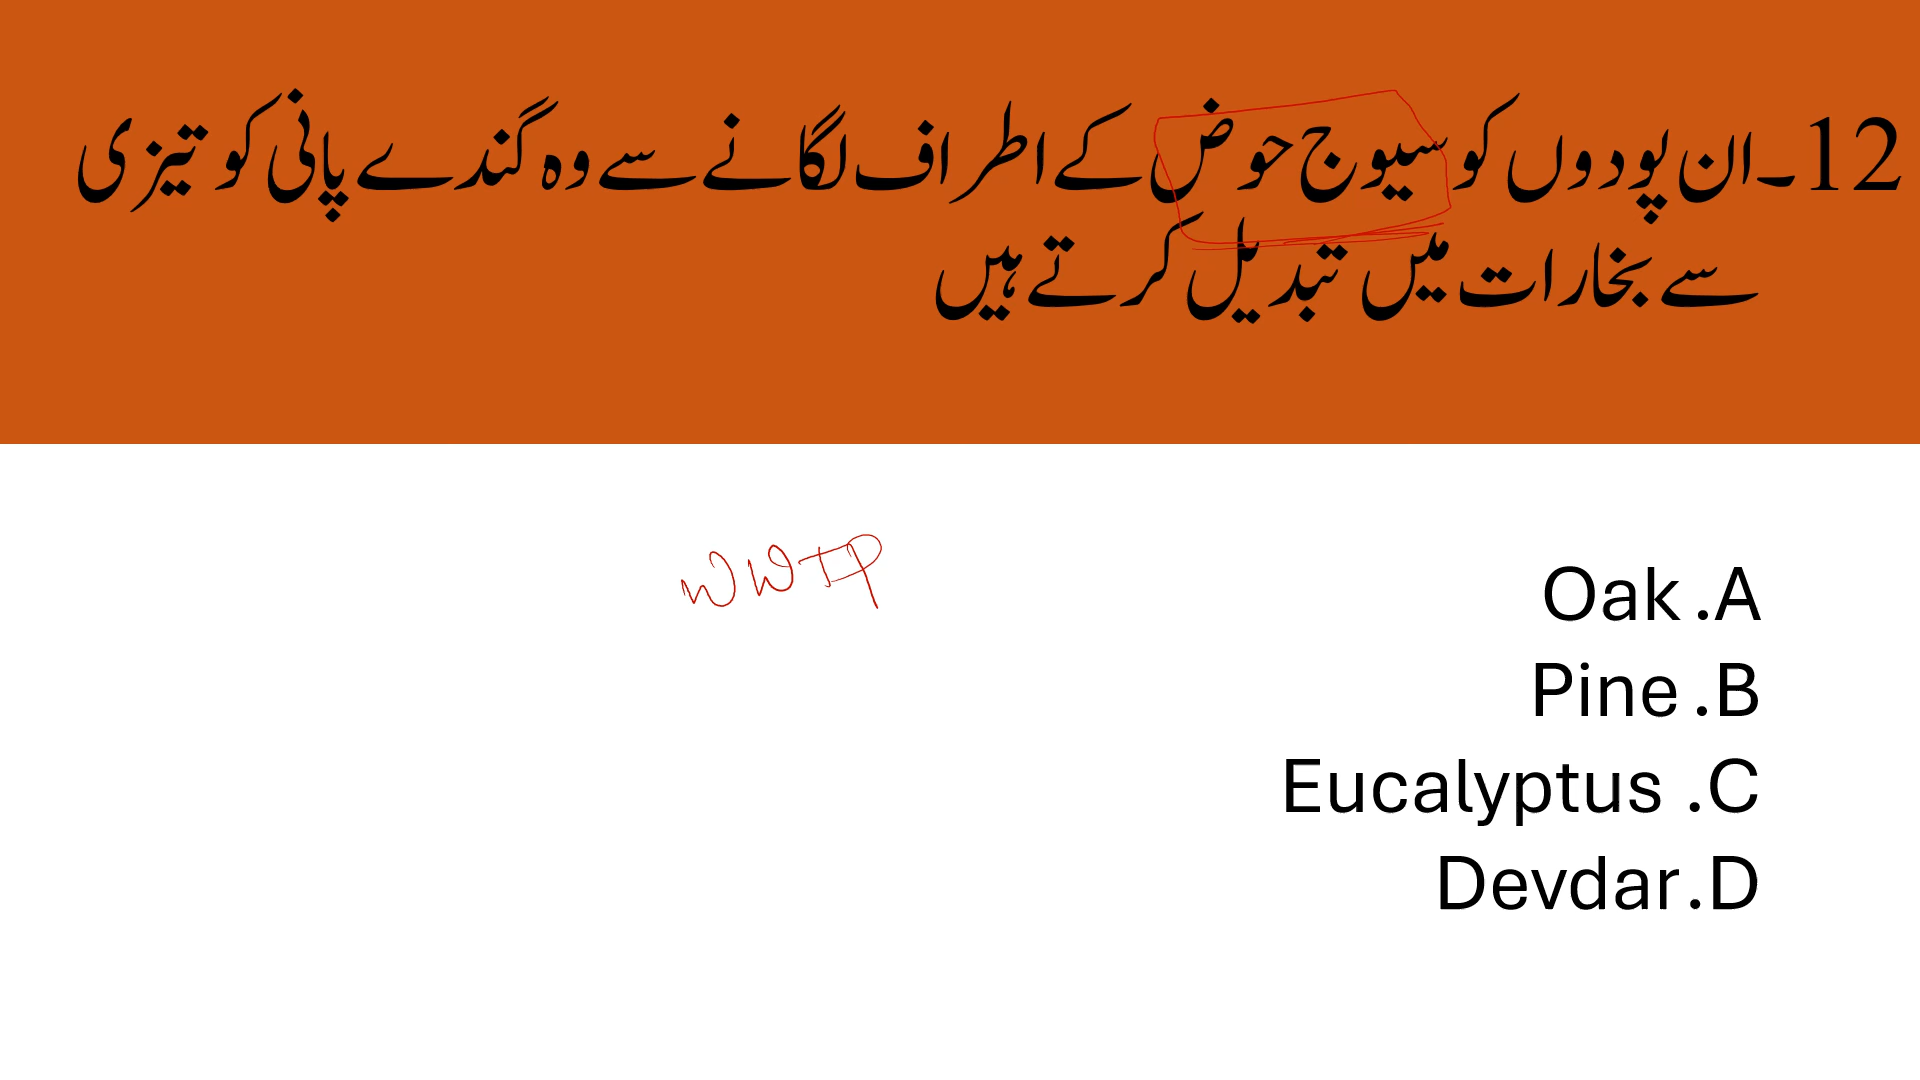 12۔ان پودوں کو سیوج حوض کے اطراف لگانے سے وہ گندے پانی کو تیزی
سے بخارات میں تبدیل کرتے ہیں
WWTP
Oak .A
Pine .B
Eucalyptus .C
Devdar.D